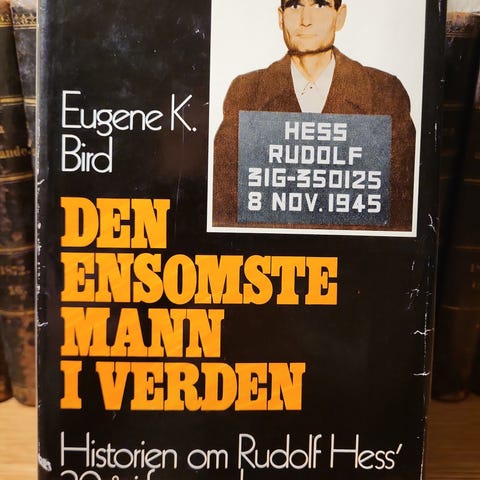 HESS
RUDOLF
31G-350125
8 NOV. 1945
Eugene K.
Bird
DEN
ENSOMSTE
MANN
I VERDEN
Historien om Rudolf Hess'